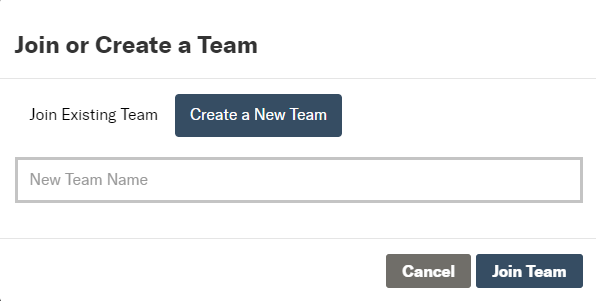 Join or Create a Team
Join Existing Team Create a New Team
New Team Name
Cancel Join Team